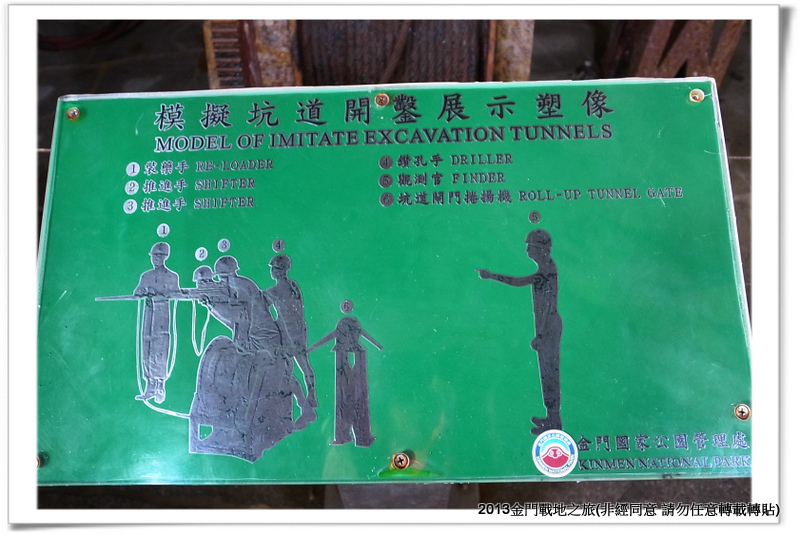 模擬坑道開鑿展示塑像
MODEL OF IMITATE EXCAVATION TUNNELS
1 裝藥手 RE-LOADER
2 推進手 SHIFTER
3 推進手 SHIFTER
4 鑽孔手 DRILLER
5 觀測官 FINDER
6 坑道閘門捲揚機 ROLL-UP TUNNEL GATE
1
2
3
4
5
6
金門國家公園管理處
KINMEN NATIONAL PARK
2013金門戰地之旅(非經同意 請勿任意轉載轉貼)